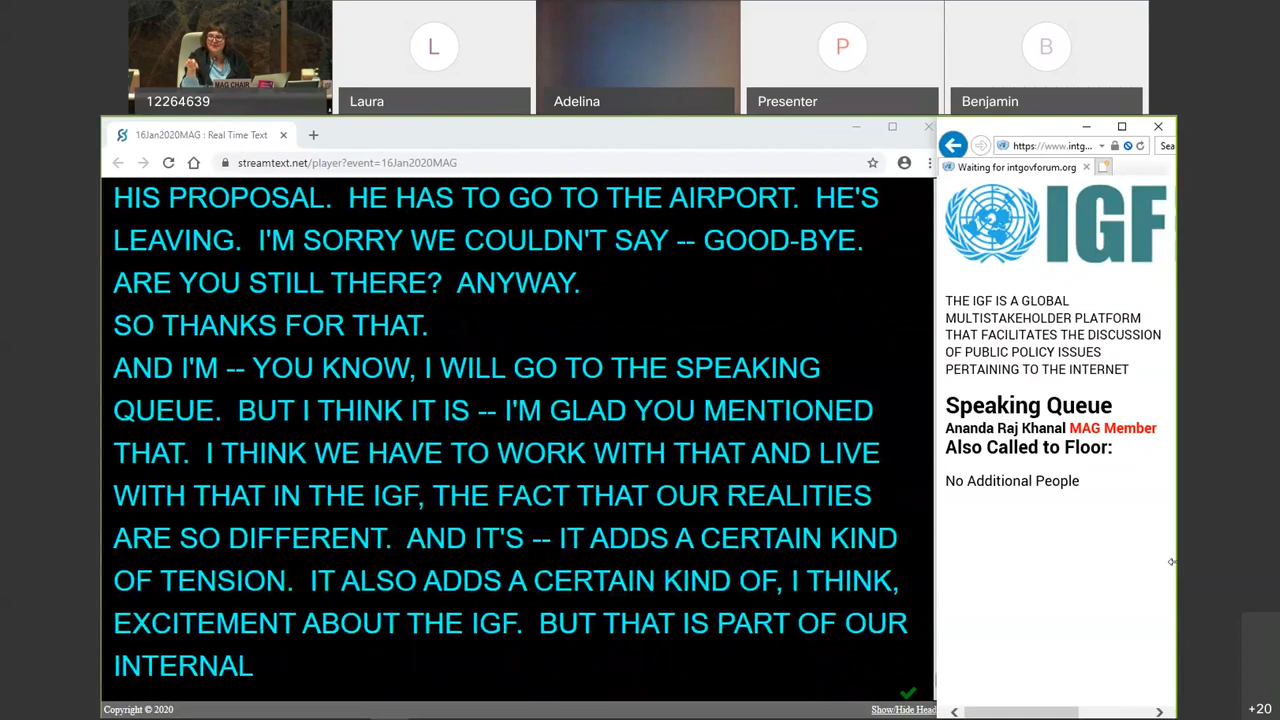 MAG CHAIR
L
P
B
12264639
Laura
Adelina
Presenter
Benjamin
16Jan2020MAG : Real Time Text
streamtext.net/player?event=16Jan2020MAG
HIS PROPOSAL. HE HAS TO GO TO THE AIRPORT. HE'S
LEAVING. I'M SORRY WE COULDN'T SAY -- GOOD-BYE.
ARE YOU STILL THERE? ANYWAY.
SO THANKS FOR THAT.
AND I'M -- YOU KNOW, I WILL GO TO THE SPEAKING
QUEUE. BUT I THINK IT IS -- I'M GLAD YOU MENTIONED
THAT. I THINK WE HAVE TO WORK WITH THAT AND LIVE
WITH THAT IN THE IGF, THE FACT THAT OUR REALITIES
ARE SO DIFFERENT. AND IT'S -- IT ADDS A CERTAIN KIND
OF TENSION. IT ALSO ADDS A CERTAIN KIND OF, I THINK,
EXCITEMENT ABOUT THE IGF. BUT THAT IS PART OF OUR
INTERNAL
Copyright © 2020
Show/Hide Head
https://www.intg...
Sea
Waiting for intgovforum.org
IGF
THE IGF IS A GLOBAL
MULTISTAKEHOLDER PLATFORM
THAT FACILITATES THE DISCUSSION
OF PUBLIC POLICY ISSUES
PERTAINING TO THE INTERNET
Speaking Queue
Ananda Raj Khanal MAG Member
Also Called to Floor:
No Additional People
+20